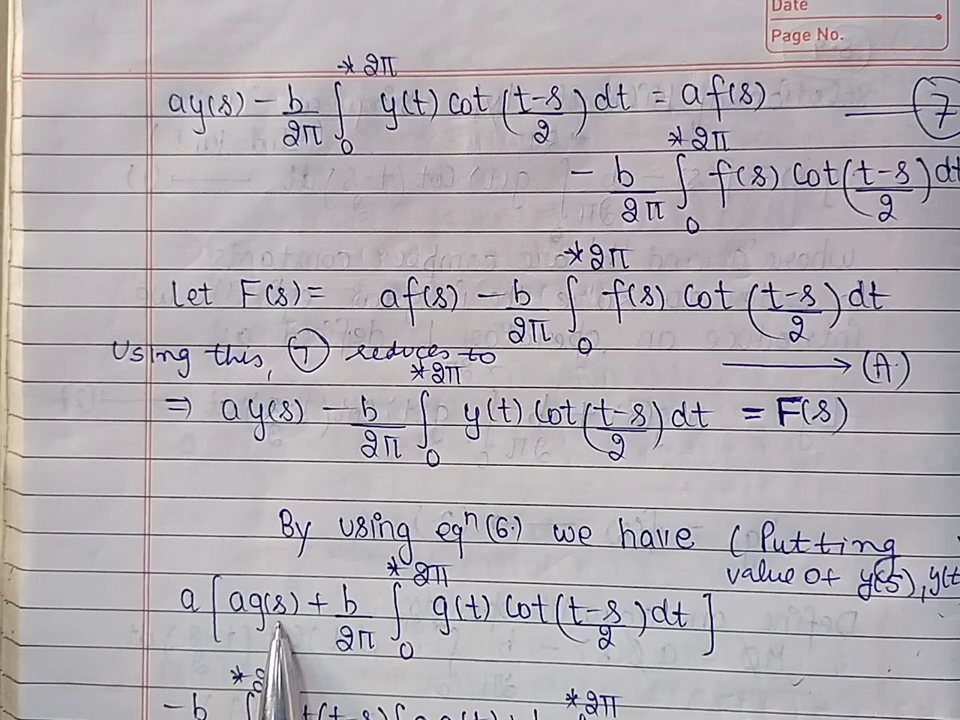 Date
Page No.
ay(s) - b/2π ∫₀^{*2π} y(t) cot (t-s/2) dt = af(s) — (7
- b/2π ∫₀^{*2π} f(s) cot (t-s/2) dt
Let F(s) = af(s) - b/2π ∫₀^{*2π} f(s) cot (t-s/2) dt
Using this, (7) reduces to → (A.)
⇒ ay(s) - b/2π ∫₀^{*2π} y(t) cot (t-s/2) dt = F(s)
By using eqⁿ (6.) we have (Putting
value of y(s), y(t
a [ag(s) + b/2π ∫₀^{*2π} g(t) cot (t-s/2) dt]